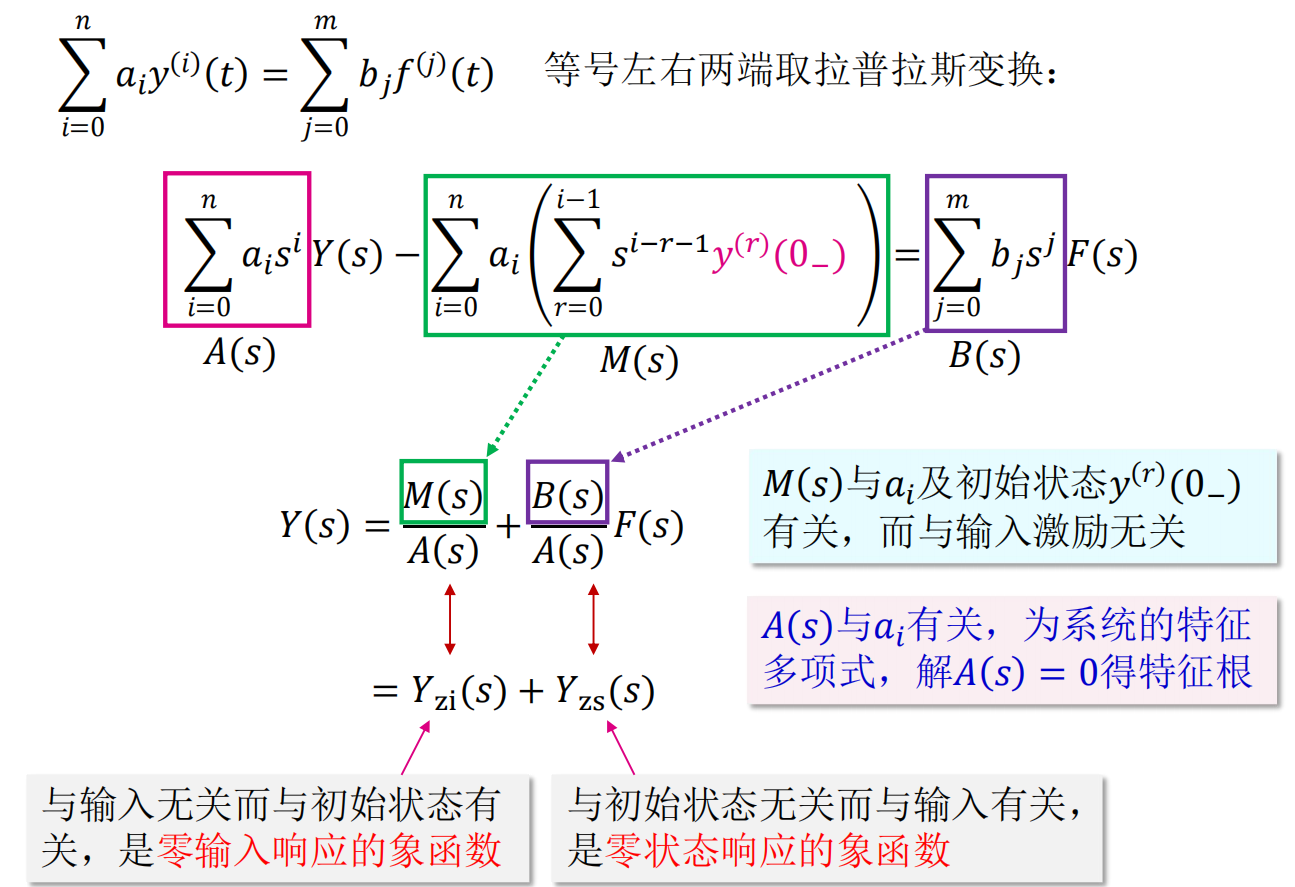 $\sum_{i=0}^{n} a_i y^{(i)}(t) = \sum_{j=0}^{m} b_j f^{(j)}(t)$ 等号左右两端取拉普拉斯变换：
$\sum_{i=0}^{n} a_i s^i Y(s) - \sum_{i=0}^{n} a_i \left( \sum_{r=0}^{i-1} s^{i-r-1} y^{(r)}(0_-) \right) = \sum_{j=0}^{m} b_j s^j F(s)$
A(s) M(s) B(s)
$Y(s) = \frac{M(s)}{A(s)} + \frac{B(s)}{A(s)} F(s)$
$= Y_{zi}(s) + Y_{zs}(s)$
$M(s)$与$a_i$及初始状态$y^{(r)}(0_-)$
有关，而与输入激励无关
$A(s)$与$a_i$有关，为系统的特征
多项式，解$A(s) = 0$得特征根
与输入无关而与初始状态有
关，是零输入响应的象函数
与初始状态无关而与输入有关，
是零状态响应的象函数